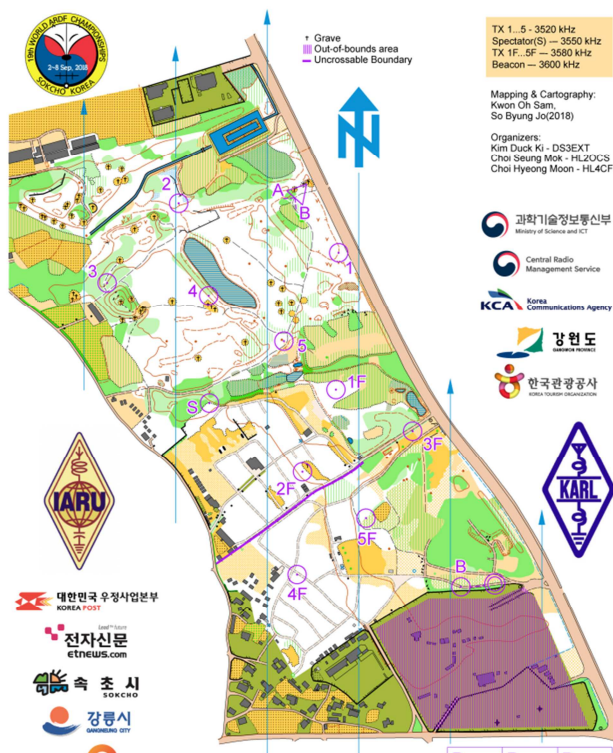 19th WORLD ARDF CHAMPIONSHIPS
2~8 Sep, 2018
SOKCHO KOREA
Grave
Out-of-bounds area
Uncrossable Boundary
TX 1...5 - 3520 kHz
Spectator(S) --- 3550 kHz
TX 1F...5F - 3580 kHz
Beacon --- 3600 kHz
Mapping & Cartography:
Kwon Oh Sam,
So Byung Jo(2018)
Organizers:
Kim Duck Ki - DS3EXT
Choi Seung Mok - HL2OCS
Choi Hyeong Moon - HL4CF
N
과학기술정보통신부
Ministry of Science and ICT
Central Radio
Management Service
KCA
Korea
Communications Agency
강원도
GANGWON PROVINCE
한국관광공사
KOREA TOURISM ORGANIZATION
2
A
B
1
3
4
5
1F
S
3F
2F
5F
4F
B
IARU
KARL
대한민국 우정사업본부
KOREA POST
Lead the Future
전자신문
etnews.com
속초시
SOKCHO
강릉시
GANGNEUNG CITY